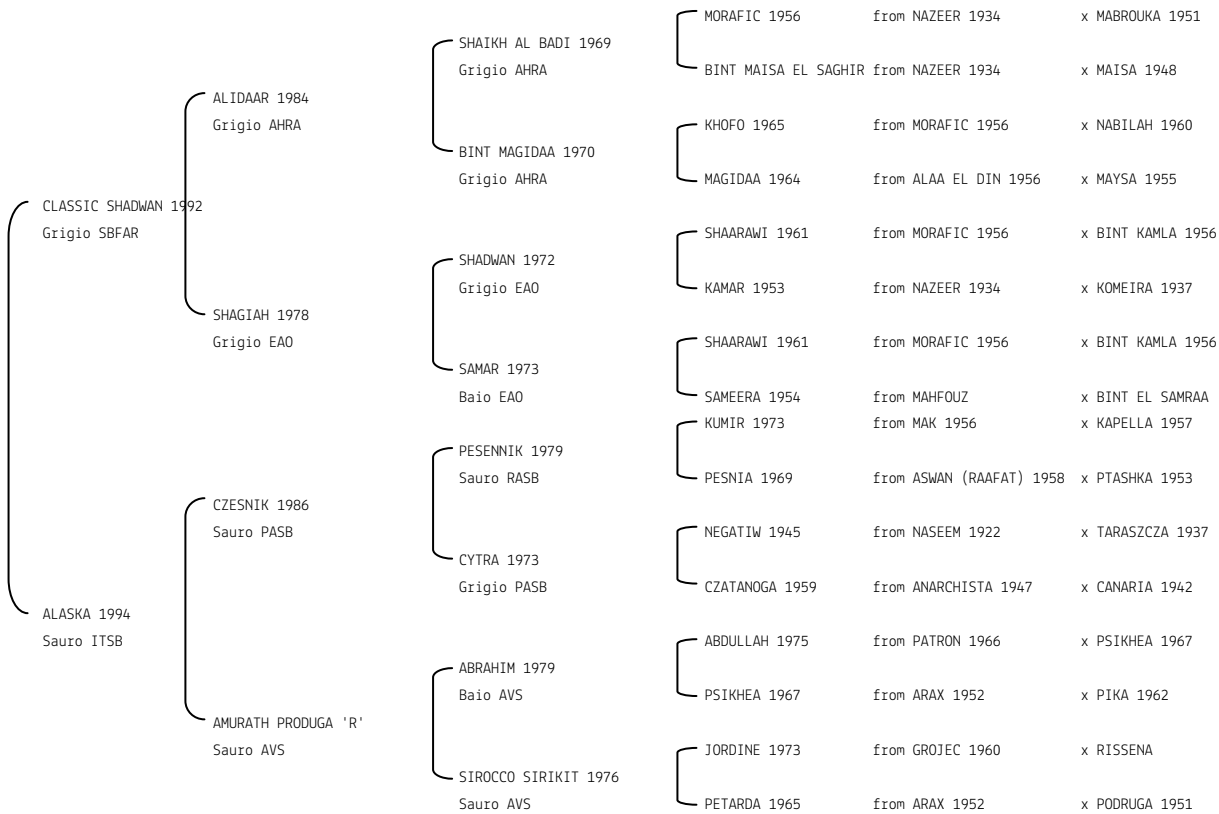 MORAFIC 1956 from NAZEER 1934 x MABROUKA 1951
SHAIKH AL BADI 1969
Grigio AHRA BINT MAISA EL SAGHIR from NAZEER 1934 x MAISA 1948
ALIDAAR 1984
Grigio AHRA KHOFO 1965 from MORAFIC 1956 x NABILAH 1960
BINT MAGIDAA 1970
Grigio AHRA MAGIDAA 1964 from ALAA EL DIN 1956 x MAYSA 1955
CLASSIC SHADWAN 1992
Grigio SBFAR SHAARAWI 1961 from MORAFIC 1956 x BINT KAMLA 1956
SHADWAN 1972
Grigio EAO KAMAR 1953 from NAZEER 1934 x KOMEIRA 1937
SHAGIAH 1978
Grigio EAO SHAARAWI 1961 from MORAFIC 1956 x BINT KAMLA 1956
SAMAR 1973
Baio EAO SAMEERA 1954 from MAHFOUZ x BINT EL SAMRAA
KUMIR 1973 from MAK 1956 x KAPELLA 1957
PESENNIK 1979
Sauro RASB PESNIA 1969 from ASWAN (RAAFAT) 1958 x PTASHKA 1953
CZESNIK 1986
Sauro PASB NEGATIW 1945 from NASEEM 1922 x TARASZCZA 1937
CYTRA 1973
Grigio PASB CZATANOGA 1959 from ANARCHISTA 1947 x CANARIA 1942
ALASKA 1994
Sauro ITSB ABDULLAH 1975 from PATRON 1966 x PSIKHEA 1967
ABRAHIM 1979
Baio AVS PSIKHEA 1967 from ARAX 1952 x PIKA 1962
AMURATH PRODUGA 'R'
Sauro AVS JORDINE 1973 from GROJEC 1960 x RISSENA
SIROCCO SIRIKIT 1976
Sauro AVS PETARDA 1965 from ARAX 1952 x PODRUGA 1951